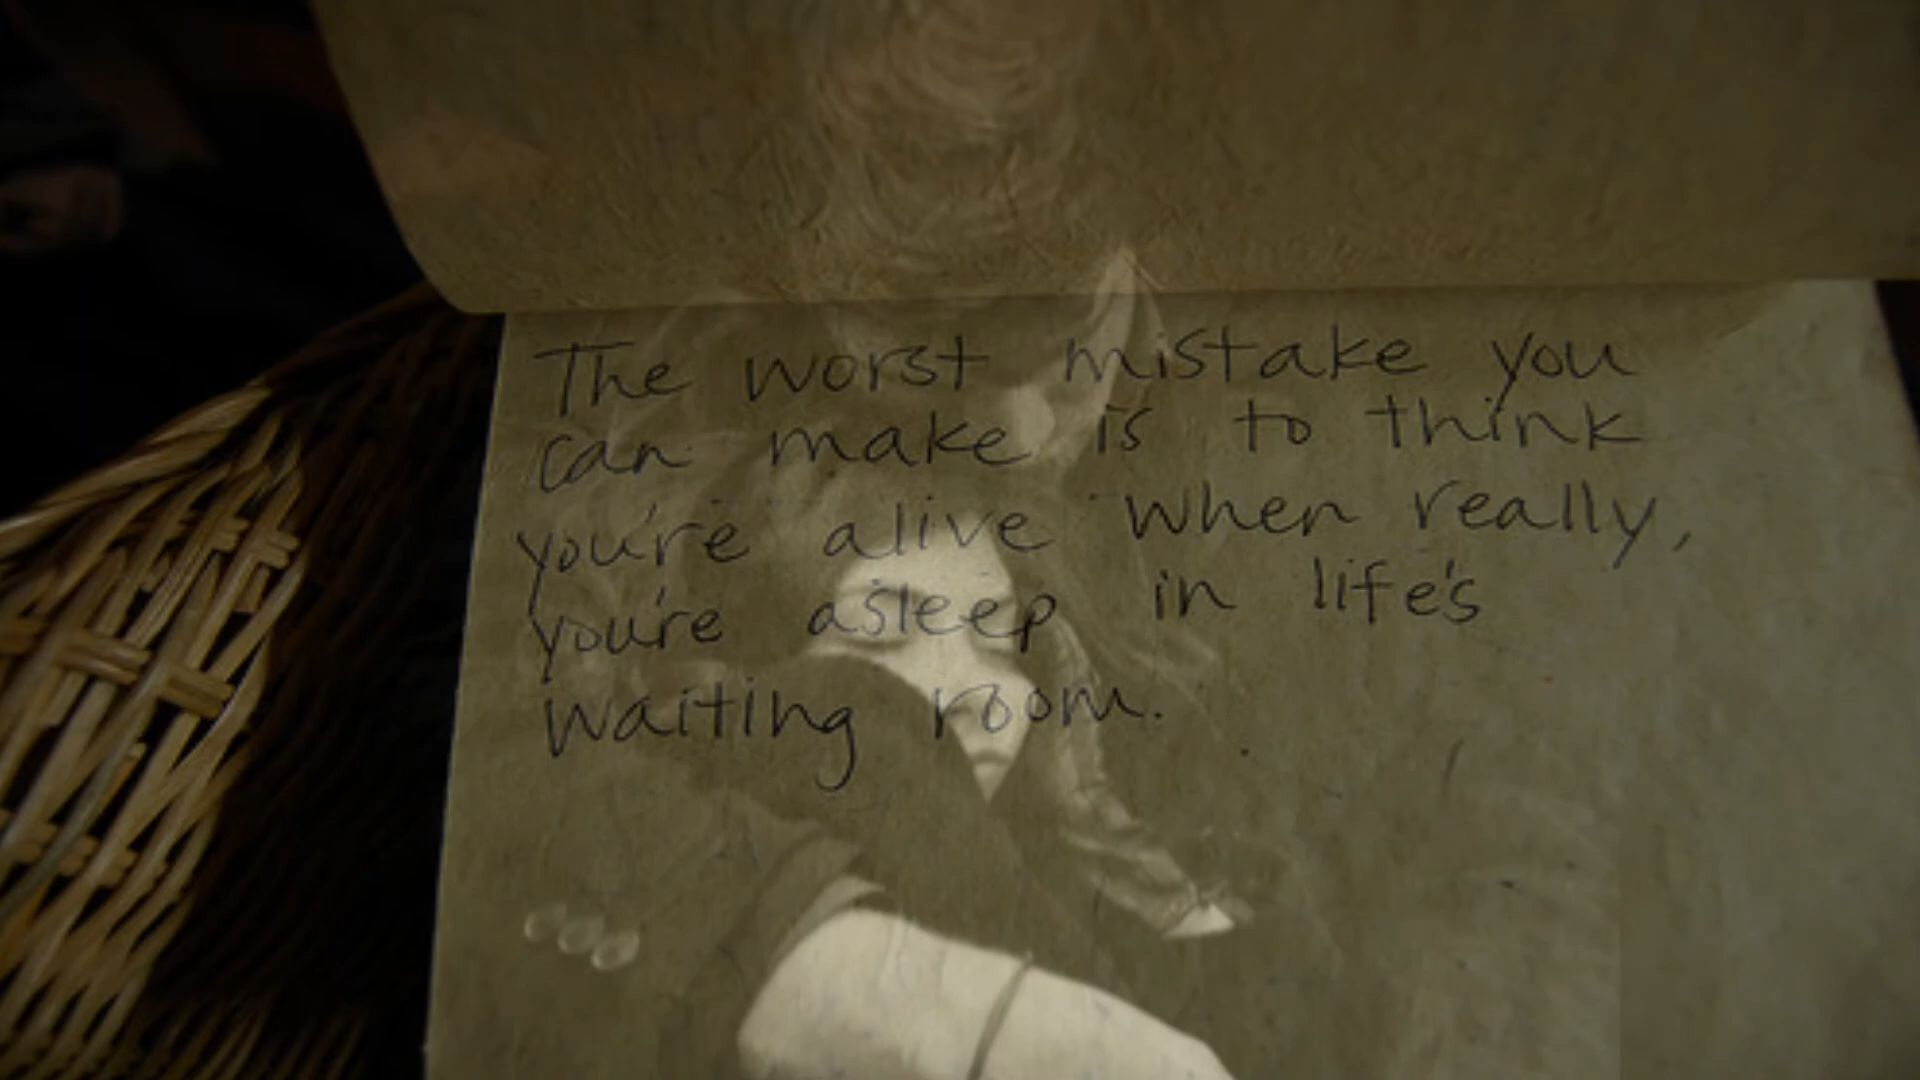 The worst mistake you
can make is to think
you're alive when really,
you're asleep in life's
waiting room.